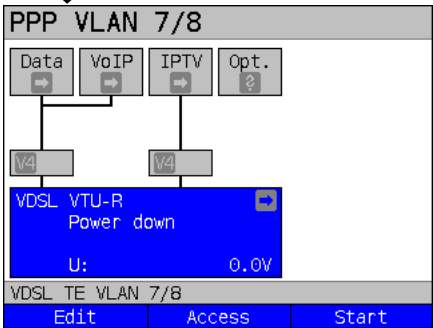 PPP VLAN 7/8
Data VoIP IPTV Opt.
?
V4 V4
VDSL VTU-R
Power down
U: 0.0V
VDSL TE VLAN 7/8
Edit Access Start